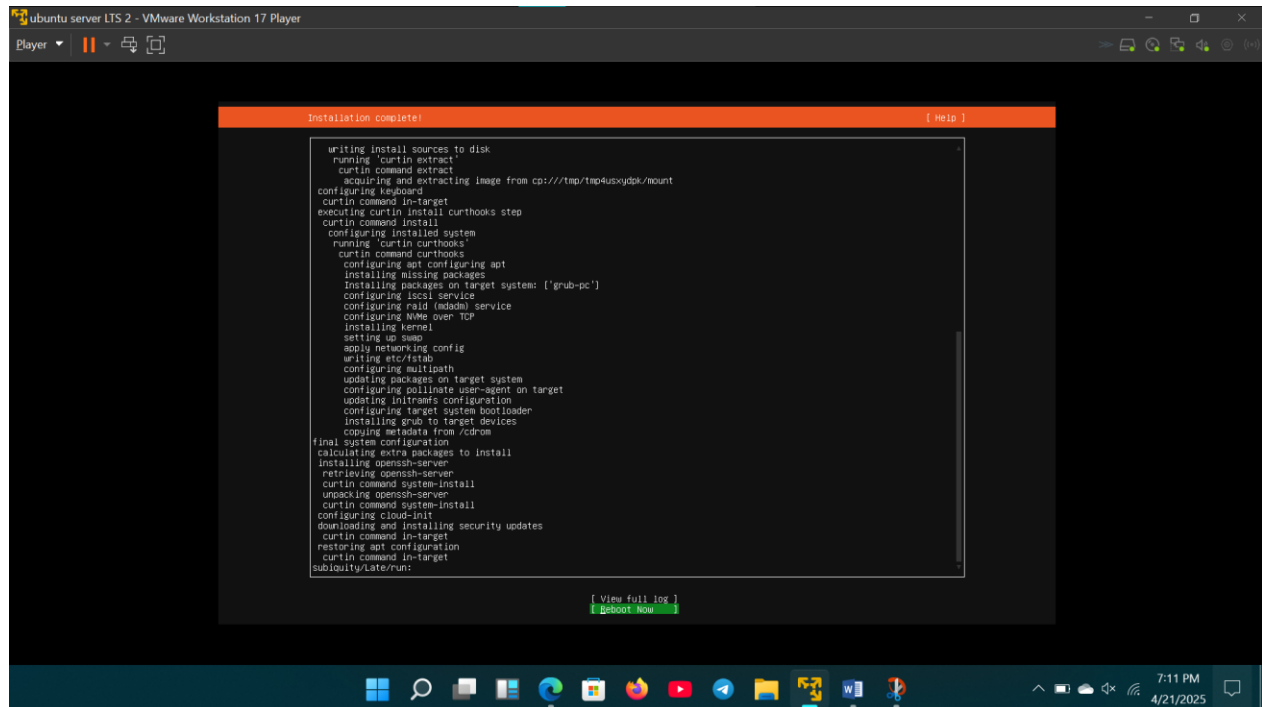 ubuntu server LTS 2 - VMware Workstation 17 Player
Player
Installation complete! [ Help ]
writing install sources to disk
running 'curtin extract'
curtin command extract
acquiring and extracting image from cp:///tmp/tmp4usxydpk/mount
configuring keyboard
curtin command in-target
executing curtin install curthooks step
curtin command install
configuring installed system
running 'curtin curthooks'
curtin command curthooks
configuring apt configuring apt
installing missing packages
Installing packages on target system: ['grub-pc']
configuring iscsi service
configuring raid (mdadm) service
configuring NVMe over TCP
installing kernel
setting up swap
apply networking config
writing etc/fstab
configuring multipath
updating packages on target system
configuring pollinate user-agent on target
updating initramfs configuration
configuring target system bootloader
installing grub to target devices
copying metadata from /cdrom
final system configuration
calculating extra packages to install
installing openssh-server
retrieving openssh-server
curtin command system-install
unpacking openssh-server
curtin command system-install
configuring cloud-init
downloading and installing security updates
curtin command in-target
restoring apt configuration
curtin command in-target
subiquity/Late/run:
[ View full log ]
[ Reboot Now ]
7:11 PM
4/21/2025